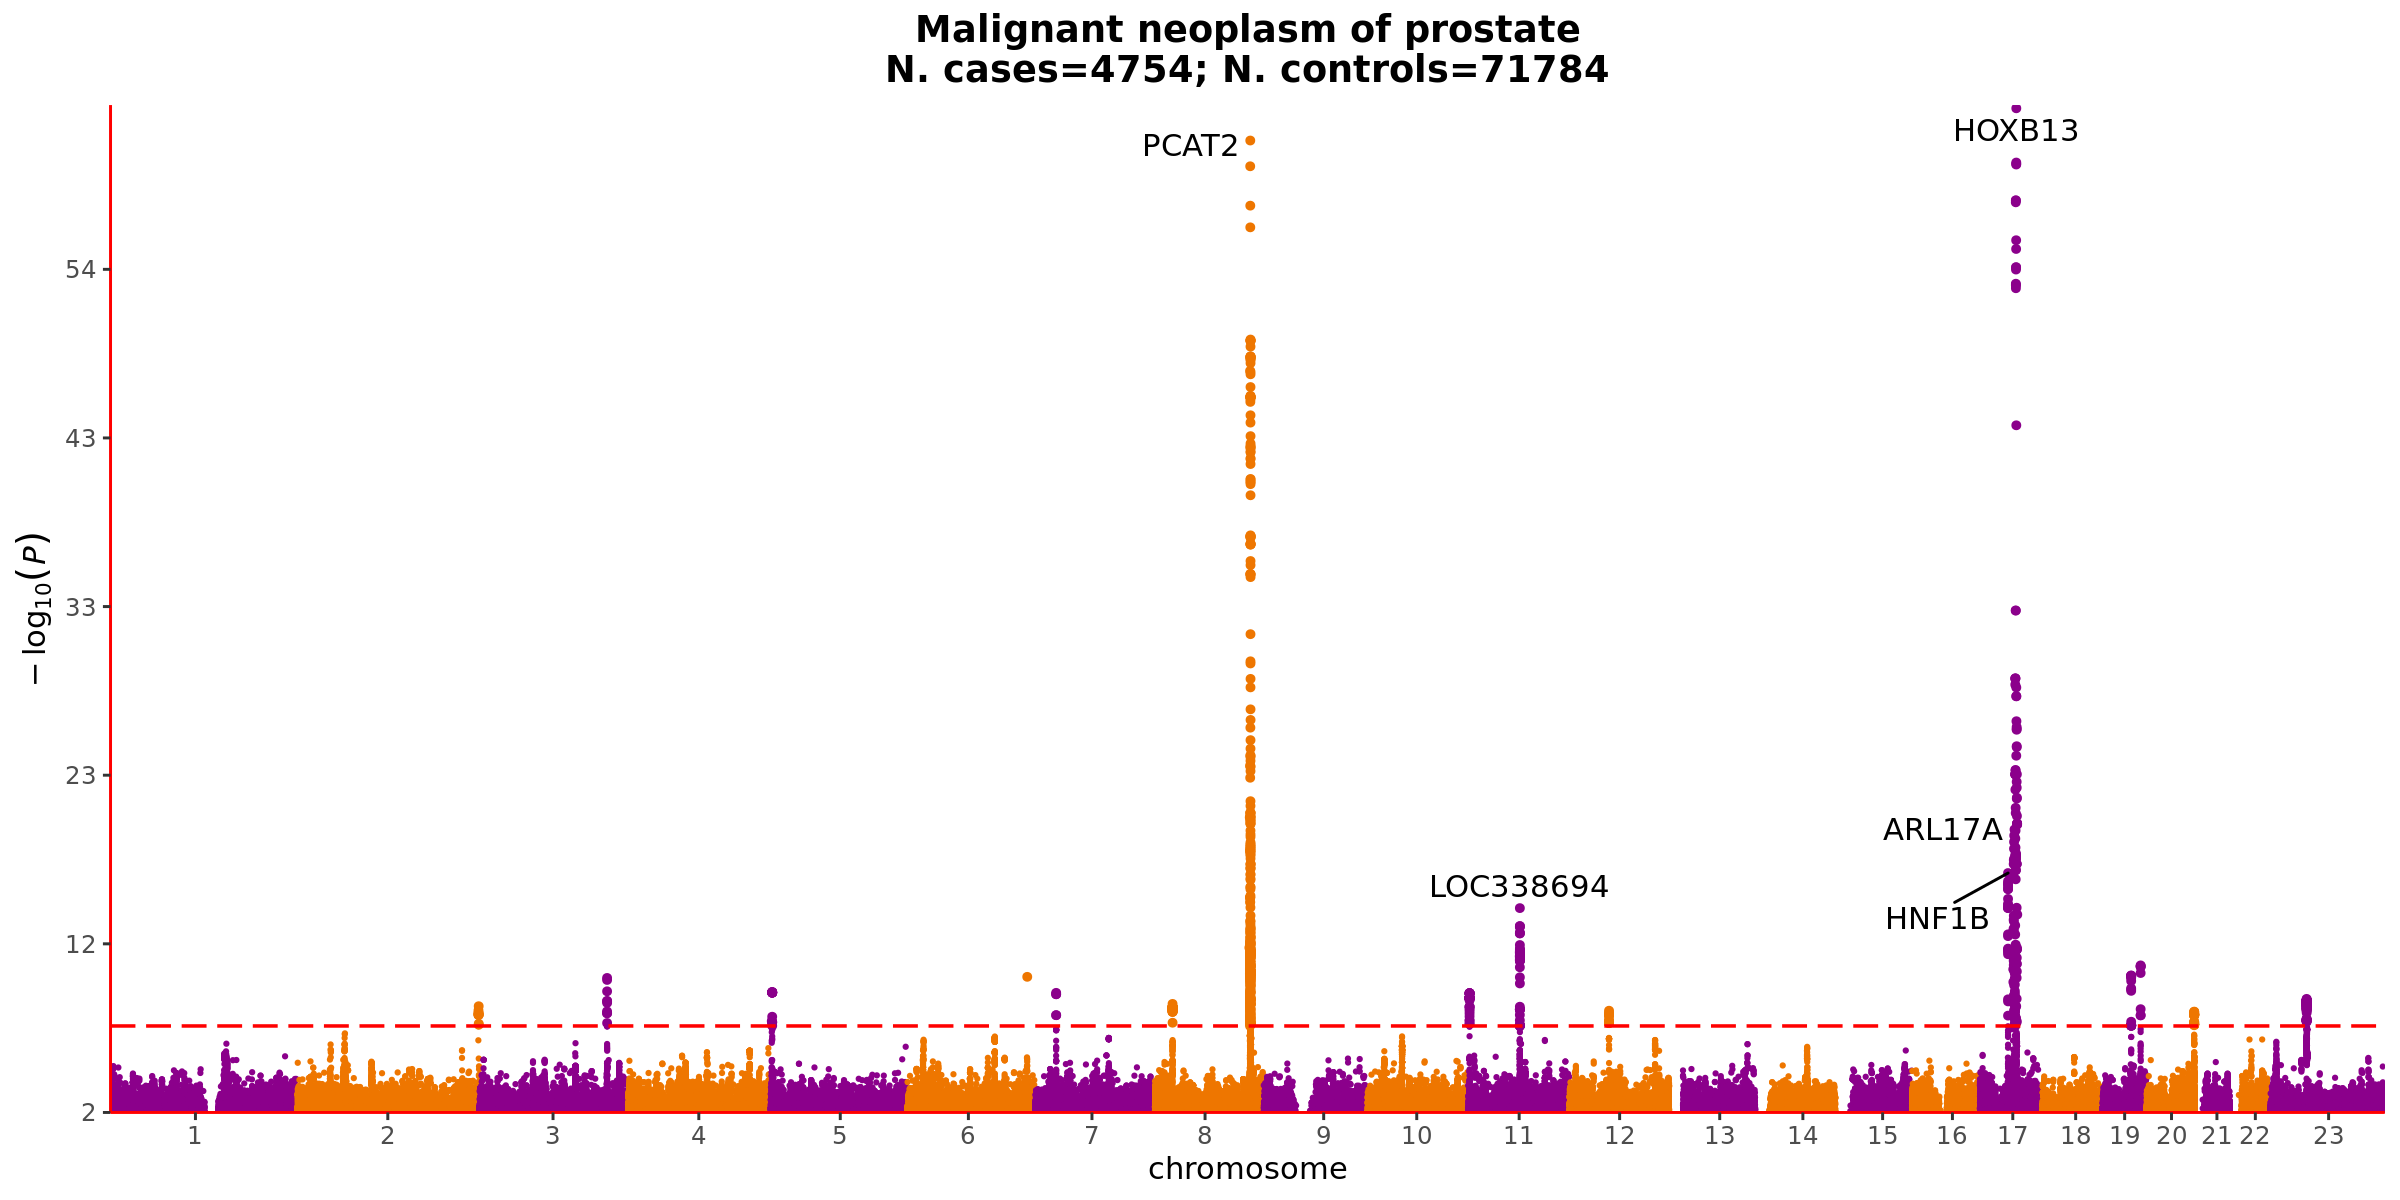 Malignant neoplasm of prostate
N. cases=4754; N. controls=71784
PCAT2
HOXB13
54
43
33
23
12
2
−log10(P)
ARL17A
LOC338694
HNF1B
1 2 3 4 5 6 7 8 9 10 11 12 13 14 15 16 17 18 19 20 21 22 23
chromosome